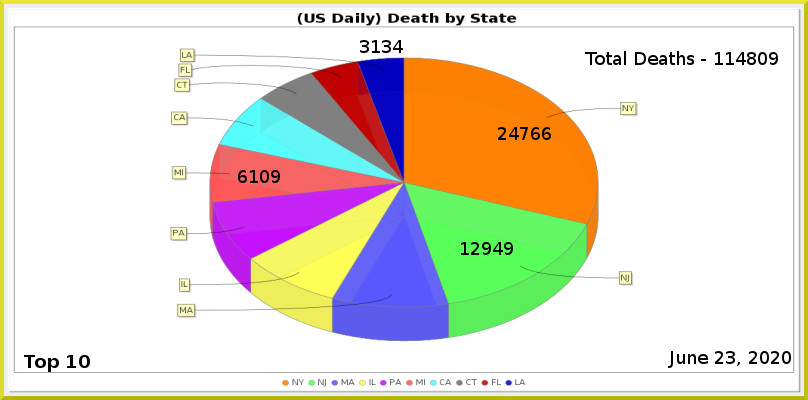 (US Daily) Death by State
Total Deaths - 114809
3134
LA
FL
CT
CA
MI
PA
IL
MA
NY
NJ
24766
6109
12949
Top 10
June 23, 2020
NY NJ MA IL PA MI CA CT FL LA